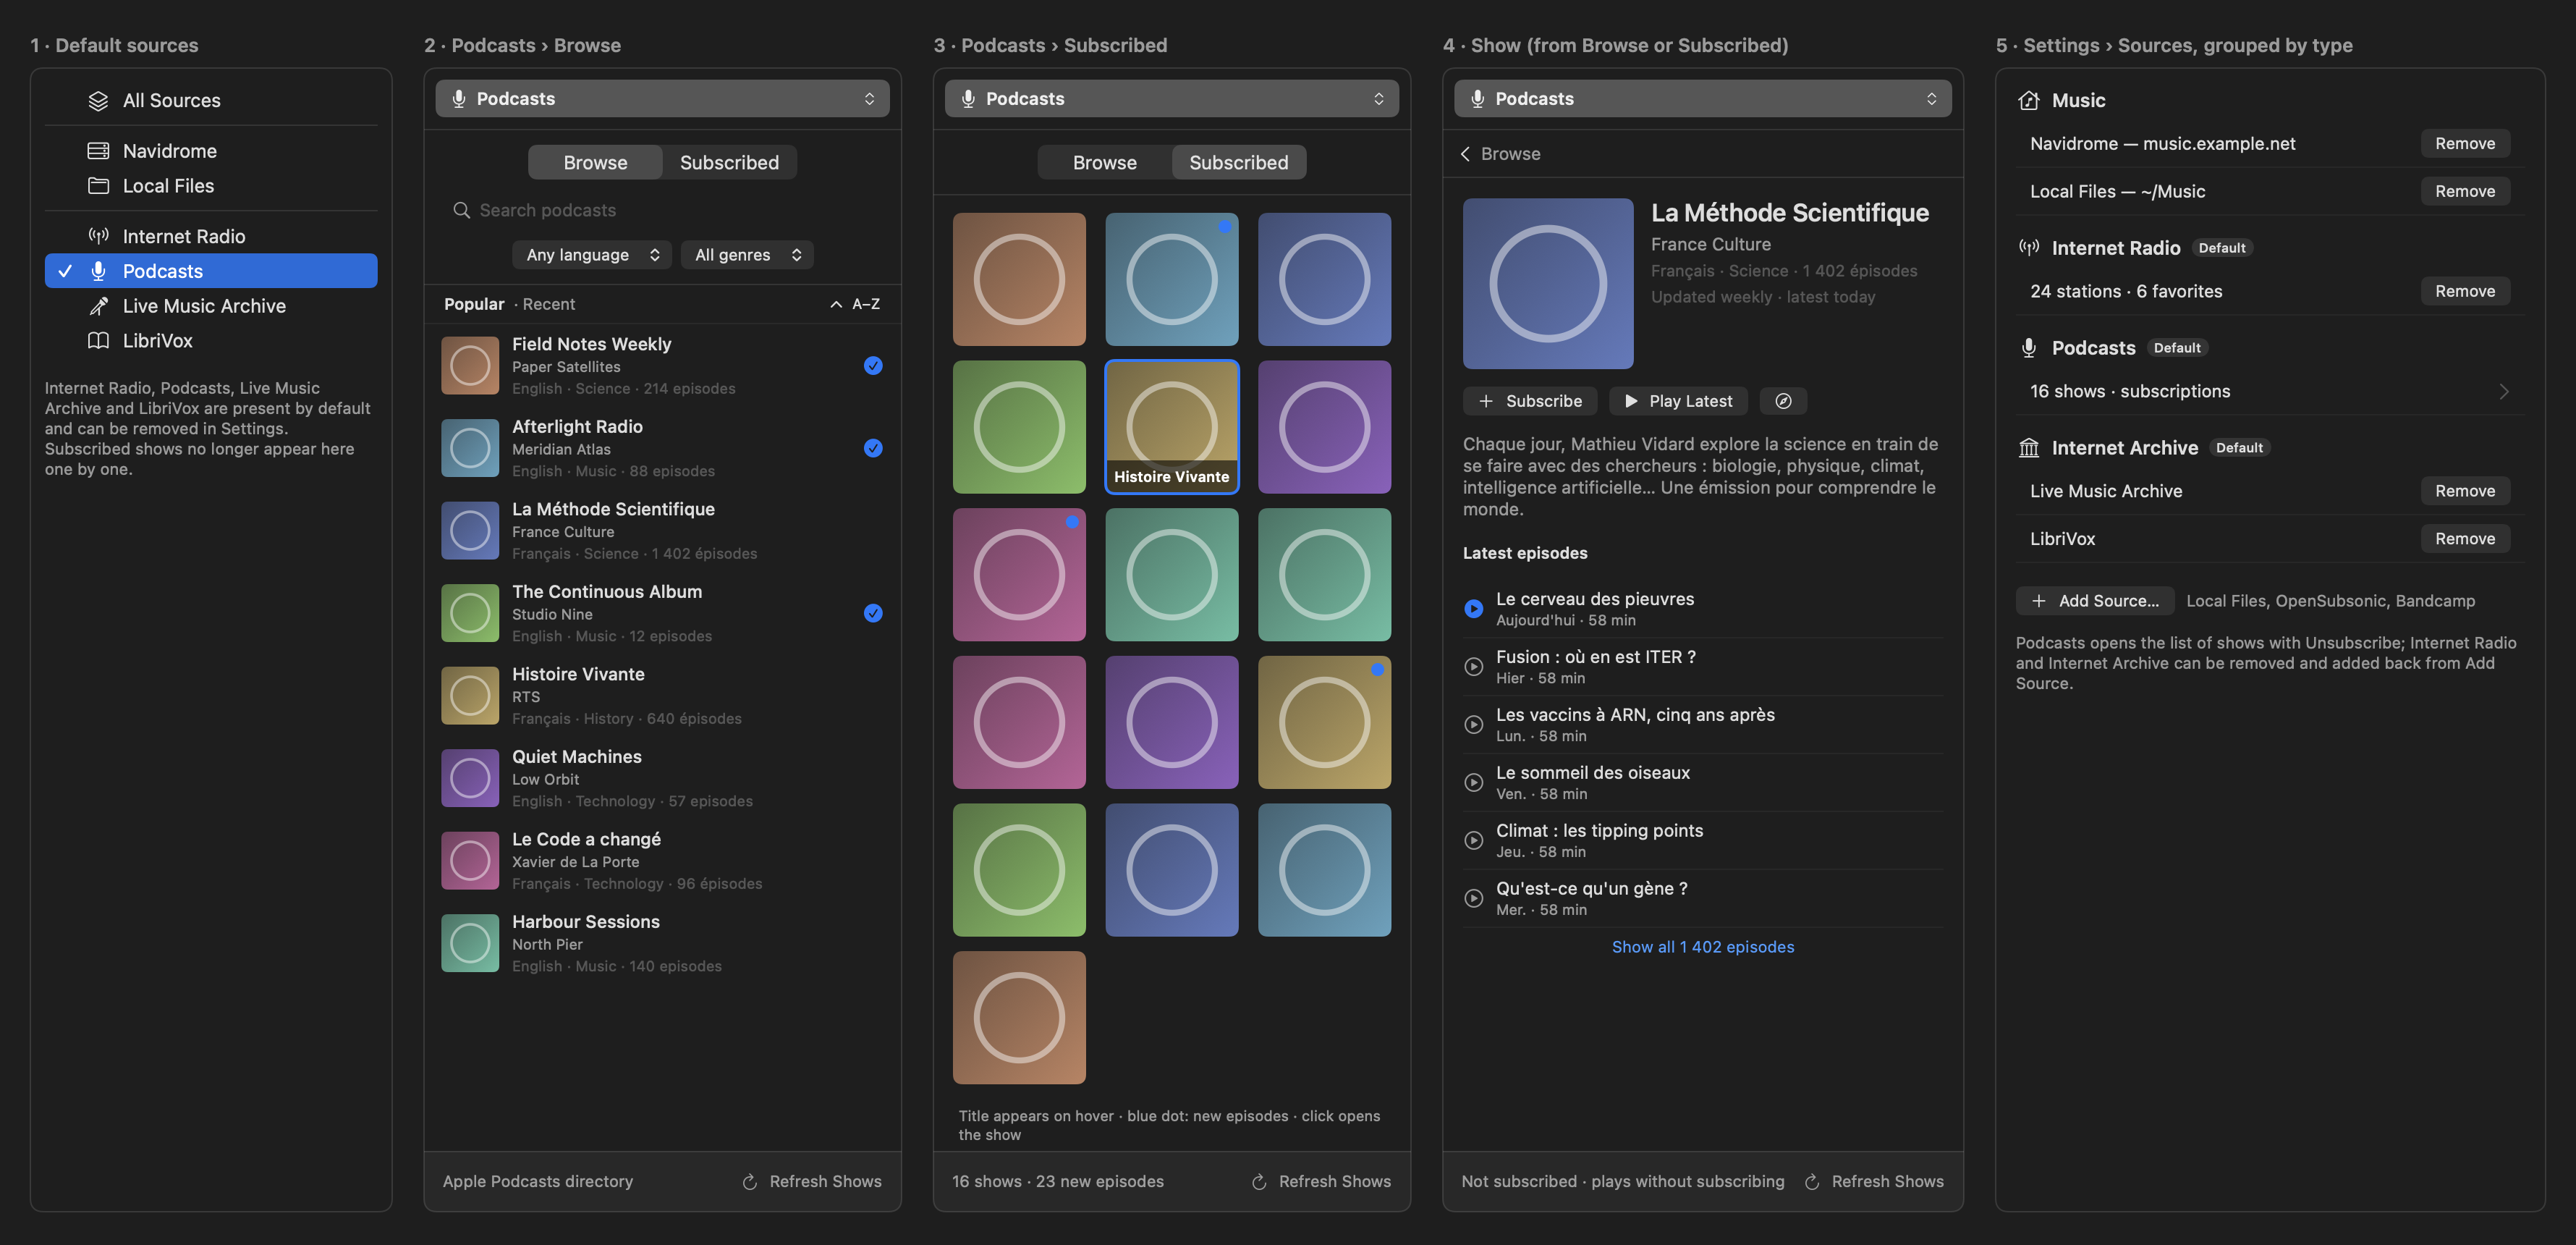 1 · Default sources
All Sources
Navidrome
Local Files
Internet Radio
Podcasts
Live Music Archive
LibriVox
Internet Radio, Podcasts, Live Music
Archive and LibriVox are present by default
and can be removed in Settings.
Subscribed shows no longer appear here
one by one.
2 · Podcasts › Browse
Podcasts
Browse Subscribed
Search podcasts
Any language All genres
Popular · Recent A–Z
Field Notes Weekly
Paper Satellites
English · Science · 214 episodes
Afterlight Radio
Meridian Atlas
English · Music · 88 episodes
La Méthode Scientifique
France Culture
Français · Science · 1 402 épisodes
The Continuous Album
Studio Nine
English · Music · 12 episodes
Histoire Vivante
RTS
Français · History · 640 épisodes
Quiet Machines
Low Orbit
English · Technology · 57 episodes
Le Code a changé
Xavier de La Porte
Français · Technology · 96 épisodes
Harbour Sessions
North Pier
English · Music · 140 episodes
Apple Podcasts directory Refresh Shows
3 · Podcasts › Subscribed
Podcasts
Browse Subscribed
Histoire Vivante
Title appears on hover · blue dot: new episodes · click opens
the show
16 shows · 23 new episodes Refresh Shows
4 · Show (from Browse or Subscribed)
Podcasts
Browse
La Méthode Scientifique
France Culture
Français · Science · 1 402 épisodes
Updated weekly · latest today
Subscribe Play Latest
Chaque jour, Mathieu Vidard explore la science en train de
se faire avec des chercheurs : biologie, physique, climat,
intelligence artificielle… Une émission pour comprendre le
monde.
Latest episodes
Le cerveau des pieuvres
Aujourd'hui · 58 min
Fusion : où en est ITER ?
Hier · 58 min
Les vaccins à ARN, cinq ans après
Lun. · 58 min
Le sommeil des oiseaux
Ven. · 58 min
Climat : les tipping points
Jeu. · 58 min
Qu'est-ce qu'un gène ?
Mer. · 58 min
Show all 1 402 episodes
Not subscribed · plays without subscribing Refresh Shows
5 · Settings › Sources, grouped by type
Music
Navidrome — music.example.net Remove
Local Files — ~/Music Remove
Internet Radio Default
24 stations · 6 favorites Remove
Podcasts Default
16 shows · subscriptions
Internet Archive Default
Live Music Archive Remove
LibriVox Remove
Add Source… Local Files, OpenSubsonic, Bandcamp
Podcasts opens the list of shows with Unsubscribe; Internet Radio
and Internet Archive can be removed and added back from Add
Source.